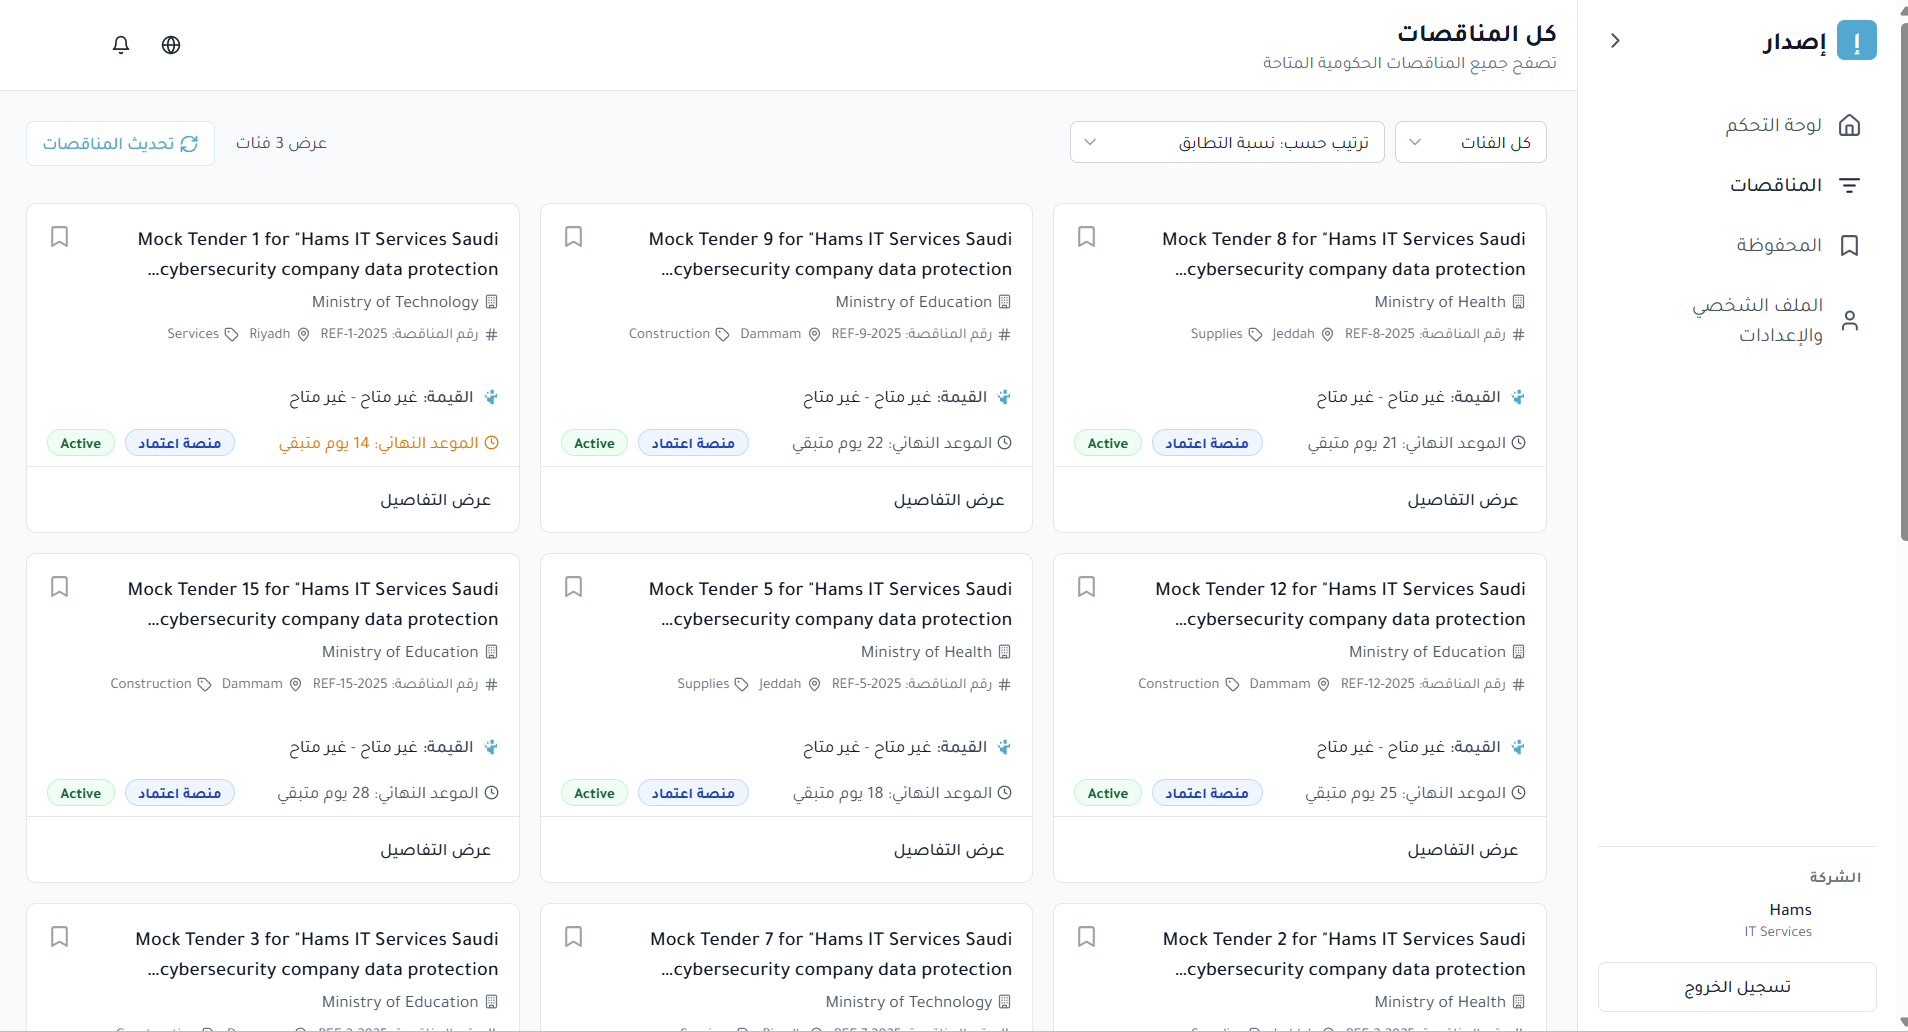 إ إصدار
لوحة التحكم
المناقصات
المحفوظة
الملف الشخصي
والإعدادات
الشركة
Hams
IT Services
تسجيل الخروج
كل المناقصات
تصفح جميع المناقصات الحكومية المتاحة
كل الفئات
ترتيب حسب: نسبة التطابق
عرض 3 فئات
تحديث المناقصات
Mock Tender 8 for "Hams IT Services Saudi
cybersecurity company data protection...
Ministry of Health
# رقم المناقصة: REF-8-2025 Jeddah Supplies
القيمة: غير متاح - غير متاح
الموعد النهائي: 21 يوم متبقي منصة اعتماد Active
عرض التفاصيل
Mock Tender 9 for "Hams IT Services Saudi
cybersecurity company data protection...
Ministry of Education
# رقم المناقصة: REF-9-2025 Dammam Construction
القيمة: غير متاح - غير متاح
الموعد النهائي: 22 يوم متبقي منصة اعتماد Active
عرض التفاصيل
Mock Tender 1 for "Hams IT Services Saudi
cybersecurity company data protection...
Ministry of Technology
# رقم المناقصة: REF-1-2025 Riyadh Services
القيمة: غير متاح - غير متاح
الموعد النهائي: 14 يوم متبقي منصة اعتماد Active
عرض التفاصيل
Mock Tender 12 for "Hams IT Services Saudi
cybersecurity company data protection...
Ministry of Education
# رقم المناقصة: REF-12-2025 Dammam Construction
القيمة: غير متاح - غير متاح
الموعد النهائي: 25 يوم متبقي منصة اعتماد Active
عرض التفاصيل
Mock Tender 5 for "Hams IT Services Saudi
cybersecurity company data protection...
Ministry of Health
# رقم المناقصة: REF-5-2025 Jeddah Supplies
القيمة: غير متاح - غير متاح
الموعد النهائي: 18 يوم متبقي منصة اعتماد Active
عرض التفاصيل
Mock Tender 15 for "Hams IT Services Saudi
cybersecurity company data protection...
Ministry of Education
# رقم المناقصة: REF-15-2025 Dammam Construction
القيمة: غير متاح - غير متاح
الموعد النهائي: 28 يوم متبقي منصة اعتماد Active
عرض التفاصيل
Mock Tender 2 for "Hams IT Services Saudi
cybersecurity company data protection...
Ministry of Health
Mock Tender 7 for "Hams IT Services Saudi
cybersecurity company data protection...
Ministry of Technology
Mock Tender 3 for "Hams IT Services Saudi
cybersecurity company data protection...
Ministry of Education